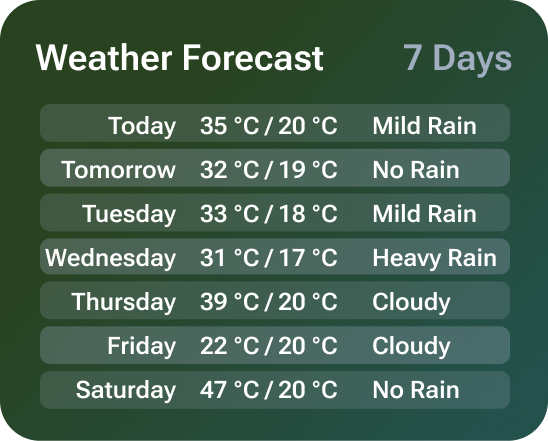 Weather Forecast 7 Days
Today 35 °C / 20 °C Mild Rain
Tomorrow 32 °C / 19 °C No Rain
Tuesday 33 °C / 18 °C Mild Rain
Wednesday 31 °C / 17 °C Heavy Rain
Thursday 39 °C / 20 °C Cloudy
Friday 22 °C / 20 °C Cloudy
Saturday 47 °C / 20 °C No Rain